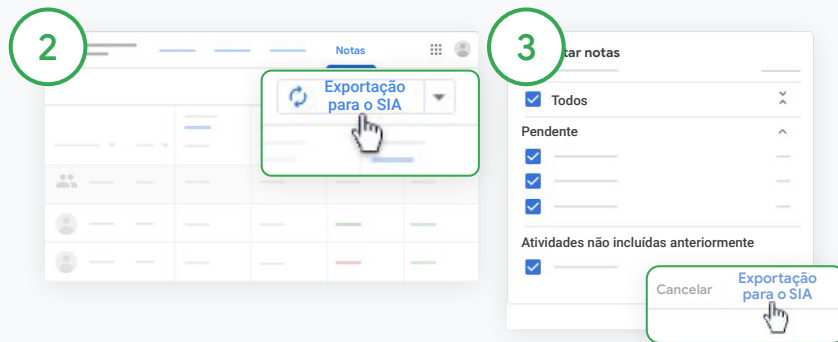 2
Notas
Exportação
para o SIA
3
tar notas
Todos
Pendente
Atividades não incluídas anteriormente
Cancelar
Exportação
para o SIA